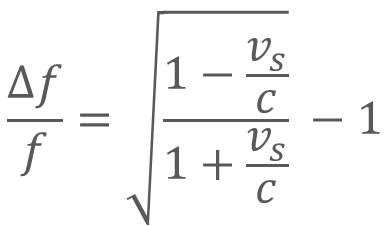 Δf/f = √((1 − v_s/c)/(1 + v_s/c)) − 1